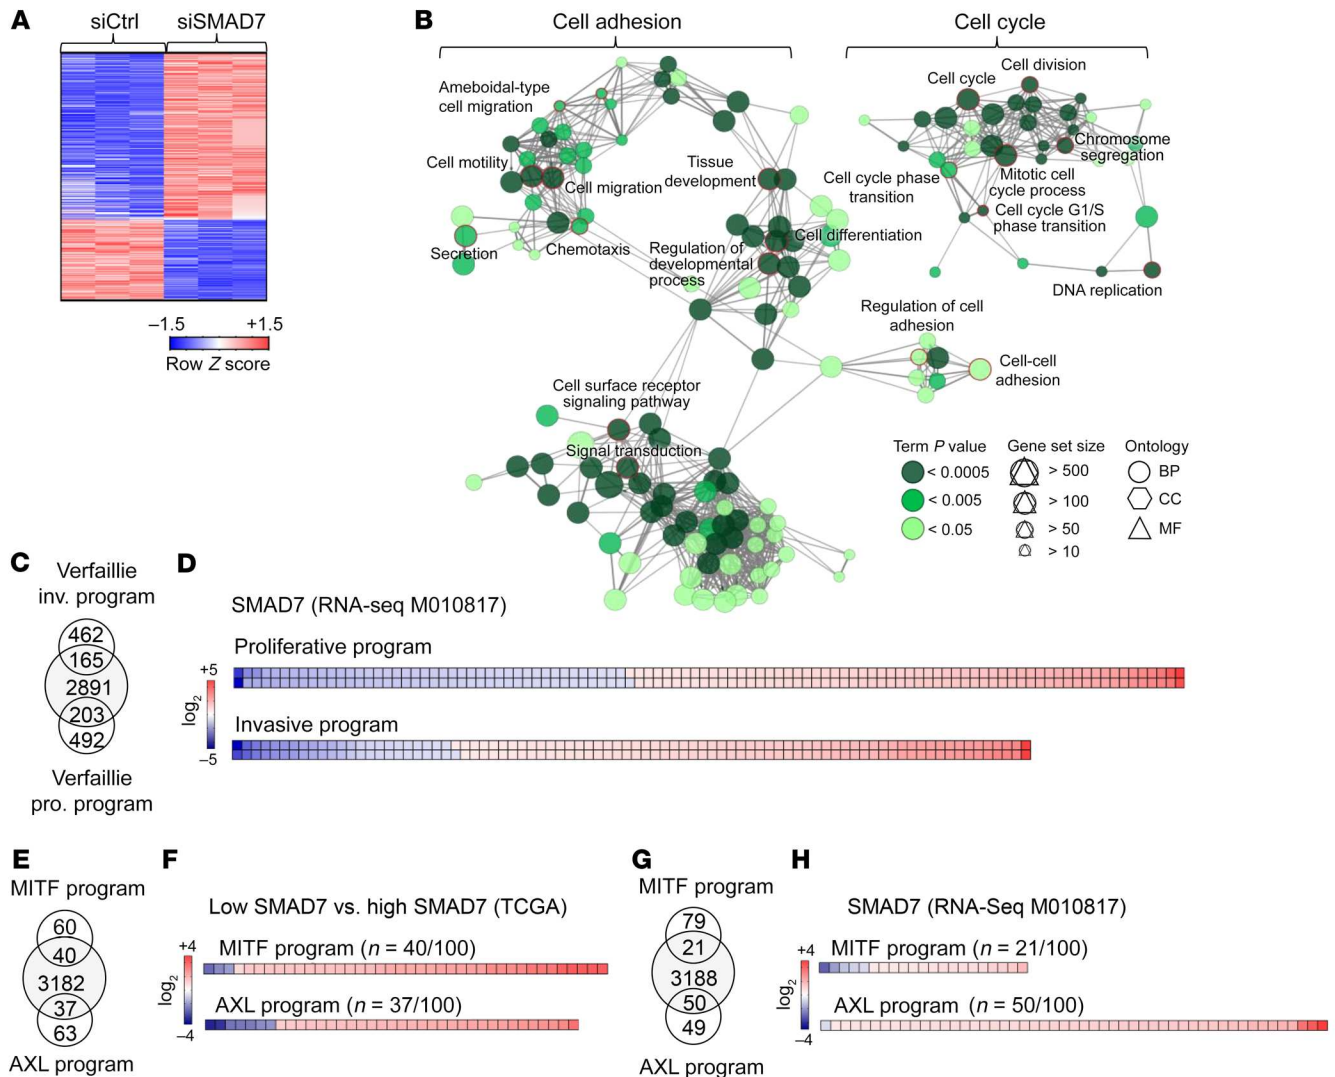 A
siCtrl
siSMAD7
–1.5
+1.5
Row Z score
B
Cell adhesion
Cell cycle
Ameboidal-type
cell migration
Cell motility
Cell migration
Secretion
Chemotaxis
Tissue
development
Regulation of
developmental
process
Cell differentiation
Cell cycle
Cell division
Chromosome
segregation
Cell cycle phase
transition
Mitotic cell
cycle process
Cell cycle G1/S
phase transition
DNA replication
Regulation of cell
adhesion
Cell-cell
adhesion
Cell surface receptor
signaling pathway
Signal transduction
Term P value
< 0.0005
< 0.005
< 0.05
Gene set size
> 500
> 100
> 50
> 10
Ontology
BP
CC
MF
C
Verfaillie
inv. program
462
165
2891
203
492
Verfaillie
pro. program
D
SMAD7 (RNA-seq M010817)
Proliferative program
+5
log2
–5
Invasive program
E
MITF program
60
40
3182
37
63
AXL program
F
Low SMAD7 vs. high SMAD7 (TCGA)
MITF program (n = 40/100)
+4
log2
–4
AXL program (n = 37/100)
G
MITF program
79
21
3188
50
49
AXL program
H
SMAD7 (RNA-Seq M010817)
MITF program (n = 21/100)
+4
log2
–4
AXL program (n = 50/100)